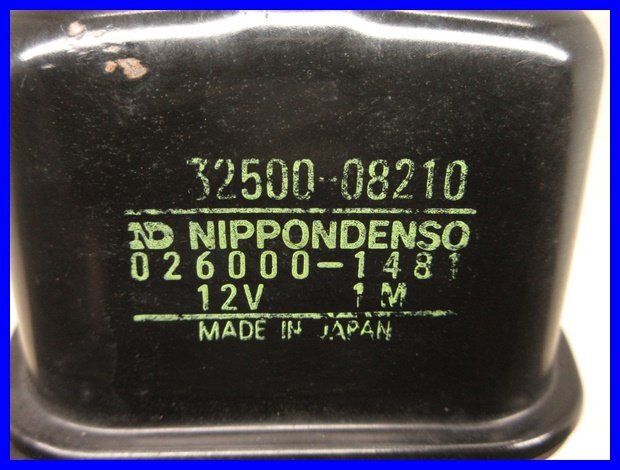 32500-08210
ND NIPPONDENSO
026000-1481
12V 1M
MADE IN JAPAN